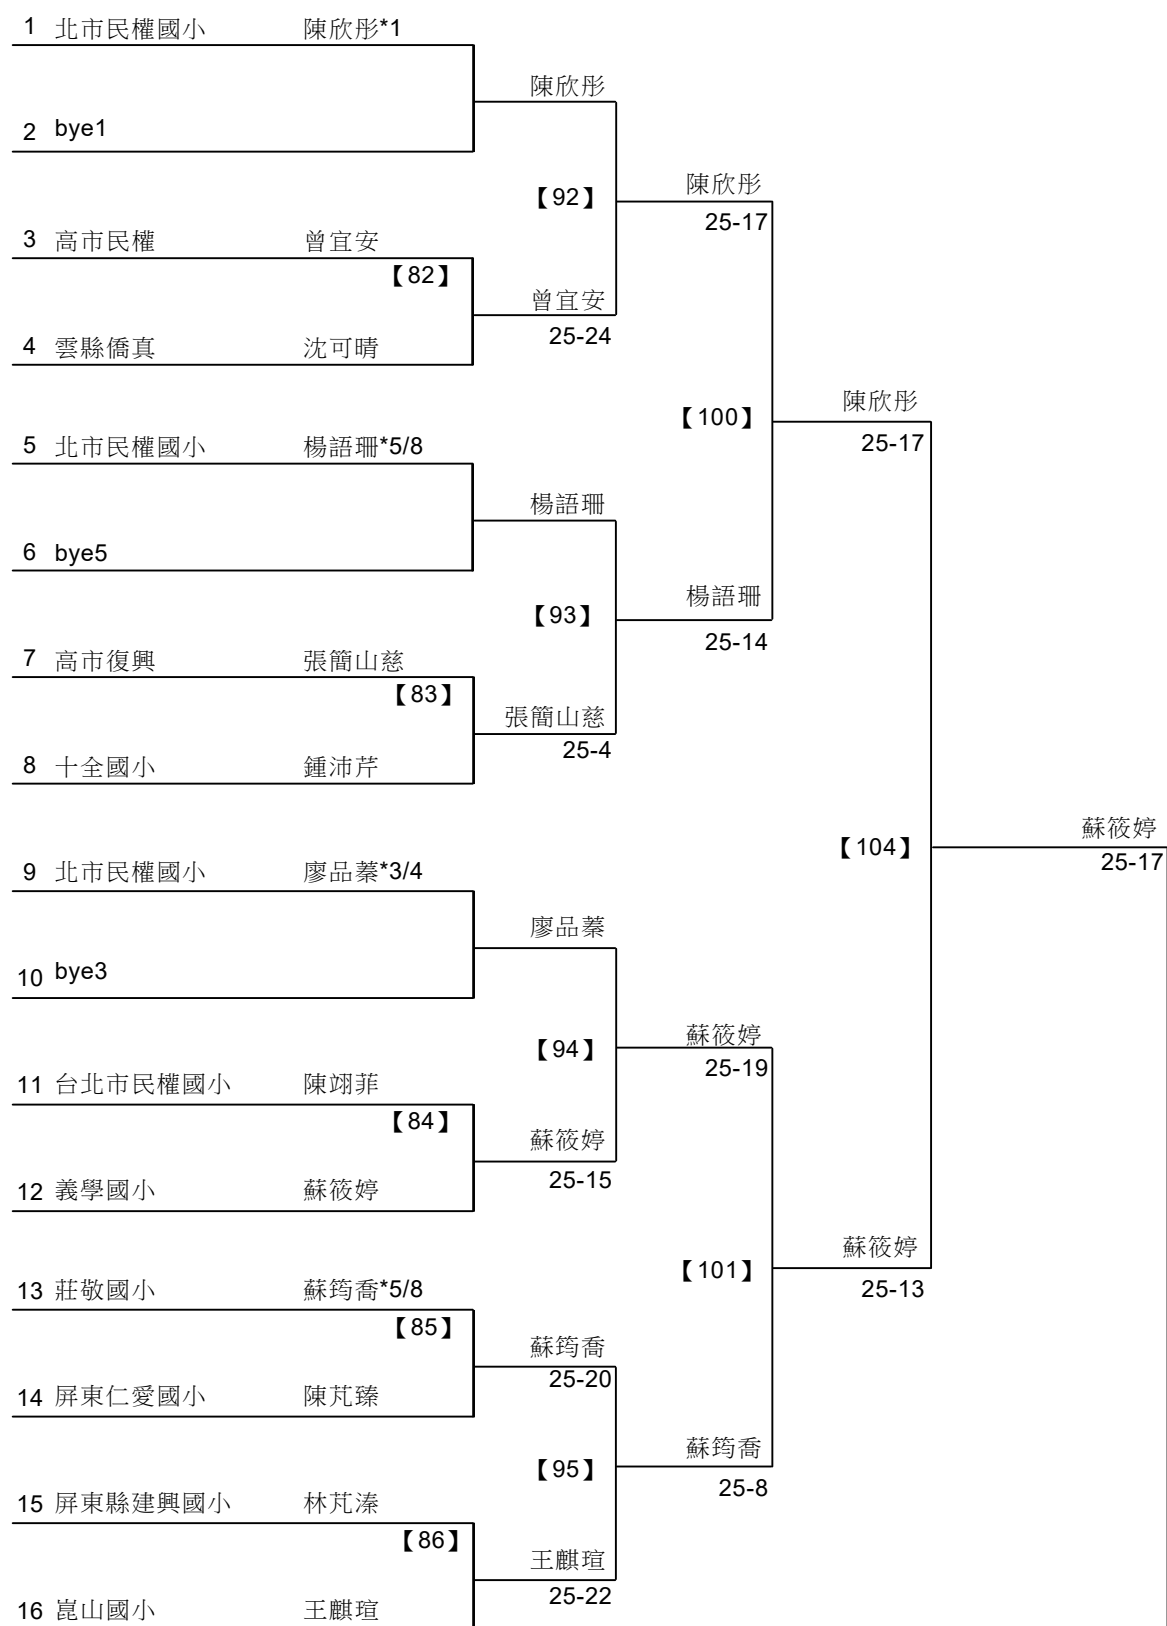 1 北市民權國小 陳欣彤*1
陳欣彤
2 bye1
【92】
陳欣彤
25-17
3 高市民權 曾宜安
【82】
曾宜安
25-24
4 雲縣僑真 沈可晴
【100】
陳欣彤
25-17
5 北市民權國小 楊語珊*5/8
楊語珊
6 bye5
【93】
楊語珊
25-14
7 高市復興 張簡山慈
【83】
張簡山慈
25-4
8 十全國小 鍾沛芹
【104】
蘇筱婷
25-17
9 北市民權國小 廖品蓁*3/4
廖品蓁
10 bye3
【94】
蘇筱婷
25-19
11 台北市民權國小 陳翊菲
【84】
蘇筱婷
25-15
12 義學國小 蘇筱婷
【101】
蘇筱婷
25-13
13 莊敬國小 蘇筠喬*5/8
【85】
蘇筠喬
25-20
14 屏東仁愛國小 陳芃臻
【95】
蘇筠喬
25-8
15 屏東縣建興國小 林芃溱
【86】
王麒瑄
25-22
16 崑山國小 王麒瑄